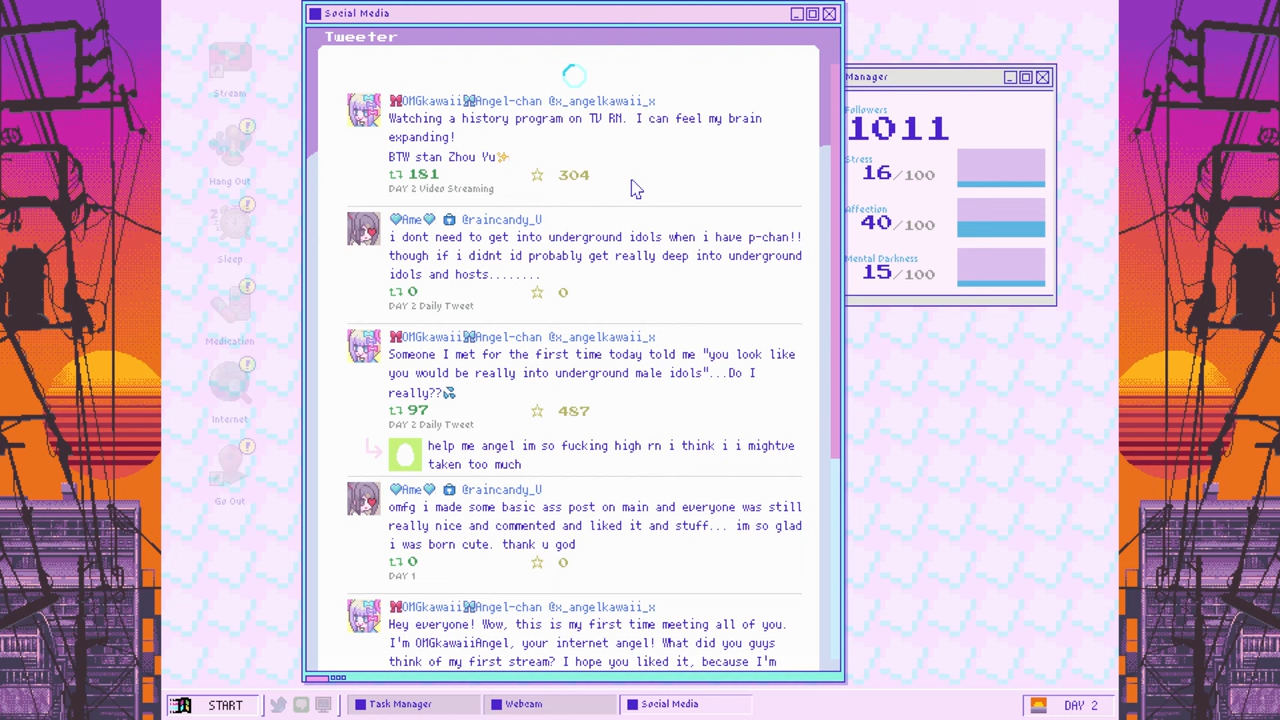 Social Media
Tweeter
OMGkawaiiAngel-chan @x_angelkawaii_x
Watching a history program on TV RN. I can feel my brain
expanding!
BTW stan Zhou Yu✨
181 304
DAY 2 Video Streaming
Ame @raincandy_U
i dont need to get into underground idols when i have p-chan!!
though if i didnt id probably get really deep into underground
idols and hosts........
0 0
DAY 2 Daily Tweet
OMGkawaiiAngel-chan @x_angelkawaii_x
Someone I met for the first time today told me "you look like
you would be really into underground male idols"...Do I
really??💦
97 487
DAY 2 Daily Tweet
help me angel im so fucking high rn i think i i mightve
taken too much
Ame @raincandy_U
omfg i made some basic ass post on main and everyone was still
really nice and commented and liked it and stuff... im so glad
i was born cute. thank u god
0 0
DAY 1
OMGkawaiiAngel-chan @x_angelkawaii_x
Hey everyone! Wow, this is my first time meeting all of you.
I'm OMGkawaiiAngel, your internet angel! What did you guys
think of my first stream? I hope you liked it, because I'm
Manager
Followers
1011
Stress
16/100
Affection
40/100
Mental Darkness
15/100
Stream
Hang Out
Sleep
Medication
Internet
Go Out
START
Task Manager
Webcam
Social Media
DAY 2